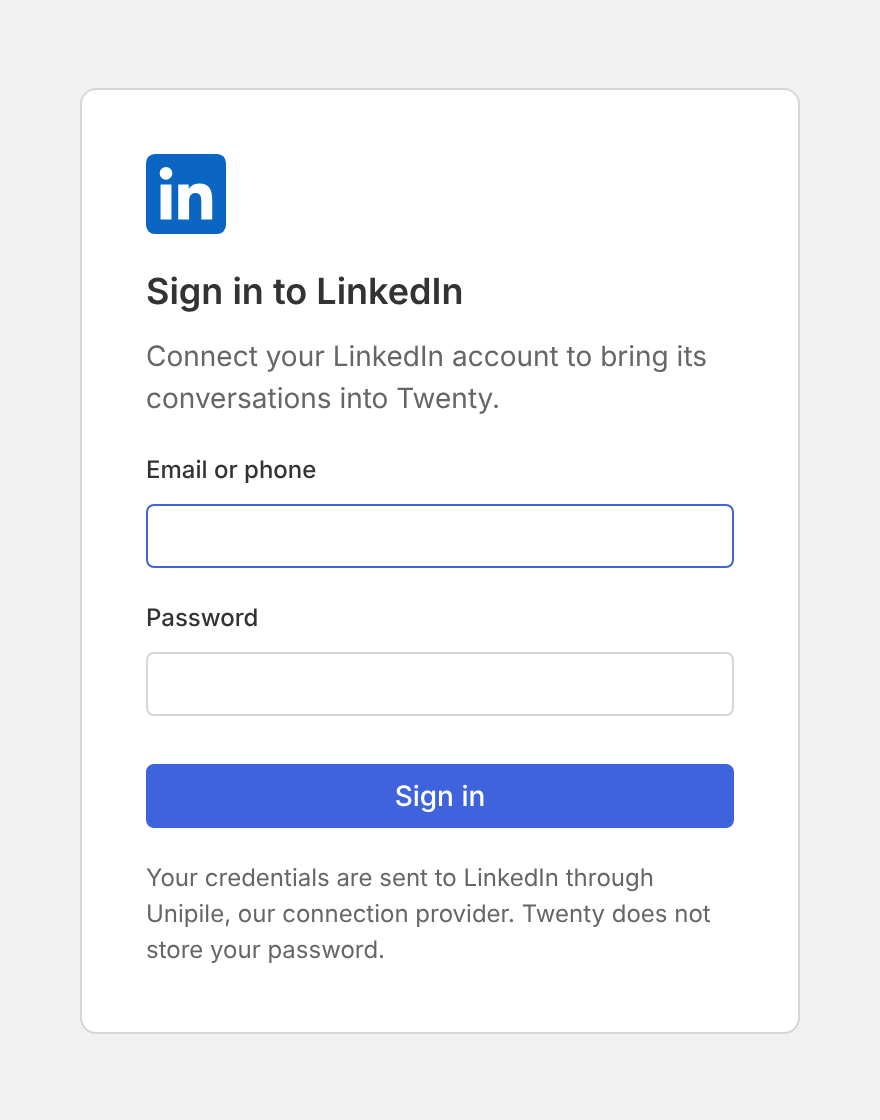 in
Sign in to LinkedIn
Connect your LinkedIn account to bring its
conversations into Twenty.
Email or phone
Password
Sign in
Your credentials are sent to LinkedIn through
Unipile, our connection provider. Twenty does not
store your password.